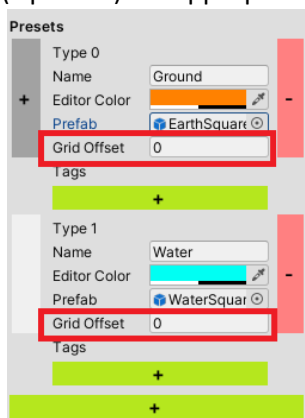 Presets
Type 0
Name Ground
+ Editor Color -
Prefab EarthSquare
Grid Offset 0
Tags
+
Type 1
Name Water
Editor Color -
Prefab WaterSquar
Grid Offset 0
Tags
+
+